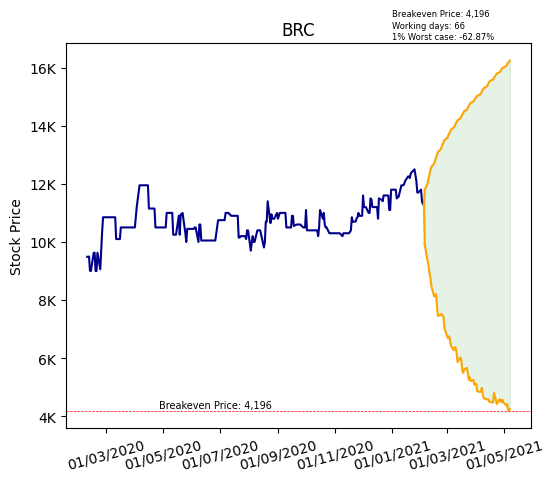 Breakeven Price: 4,196
Working days: 66
1% Worst case: -62.87%
BRC
Stock Price
16K
14K
12K
10K
8K
6K
4K
Breakeven Price: 4,196
01/03/2020
01/05/2020
01/07/2020
01/09/2020
01/11/2020
01/01/2021
01/03/2021
01/05/2021